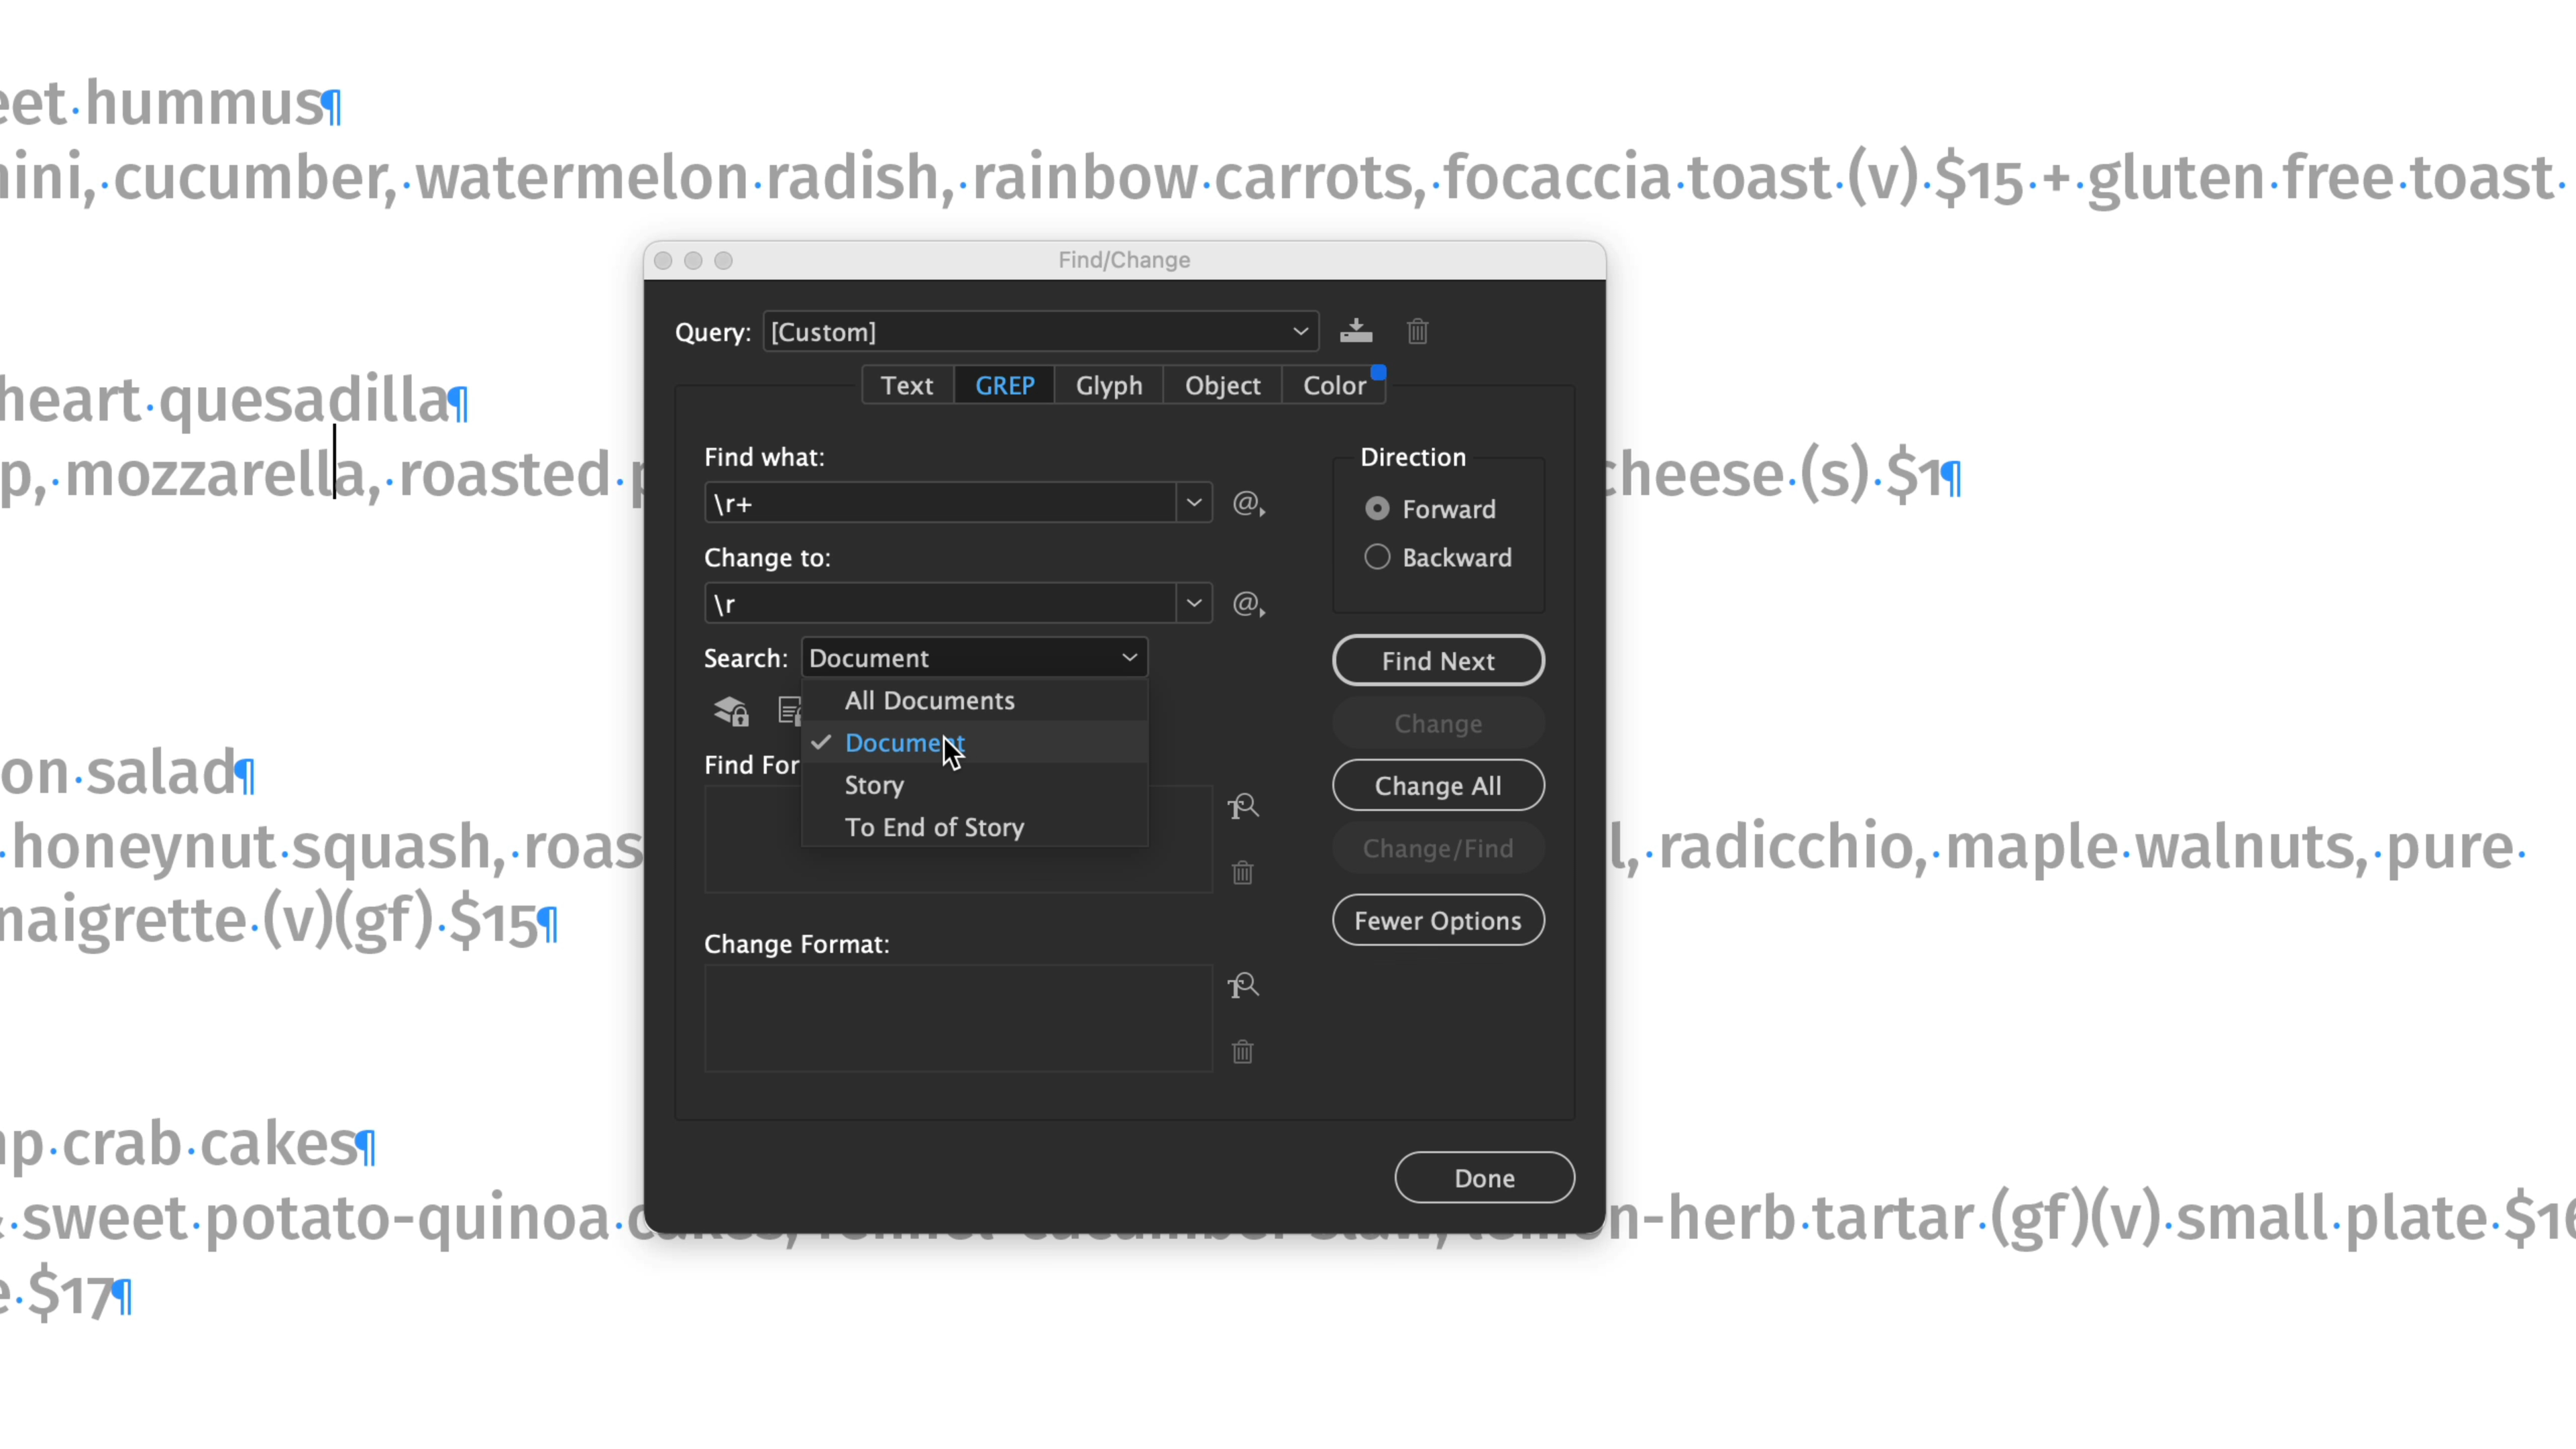 eet hummus¶
nini, cucumber, watermelon radish, rainbow carrots, focaccia toast (v) $15 + gluten free toast
Find/Change
Query: [Custom]
Text GREP Glyph Object Color
heart quesadilla¶
Find what:
Direction
p, mozzarella, roasted cheese (s) $1¶
\r+
Forward
Change to:
Backward
\r
Search: Document
Find Next
All Documents
Change
Document
Find For
on salad¶
Story
Change All
To End of Story
honeynut squash, roas l, radicchio, maple walnuts, pure
Change/Find
naigrette (v)(gf) $15¶
Fewer Options
Change Format:
crab cakes¶
Done
sweet potato-quinoa n-herb tartar (gf)(v) small plate $16
e $17¶